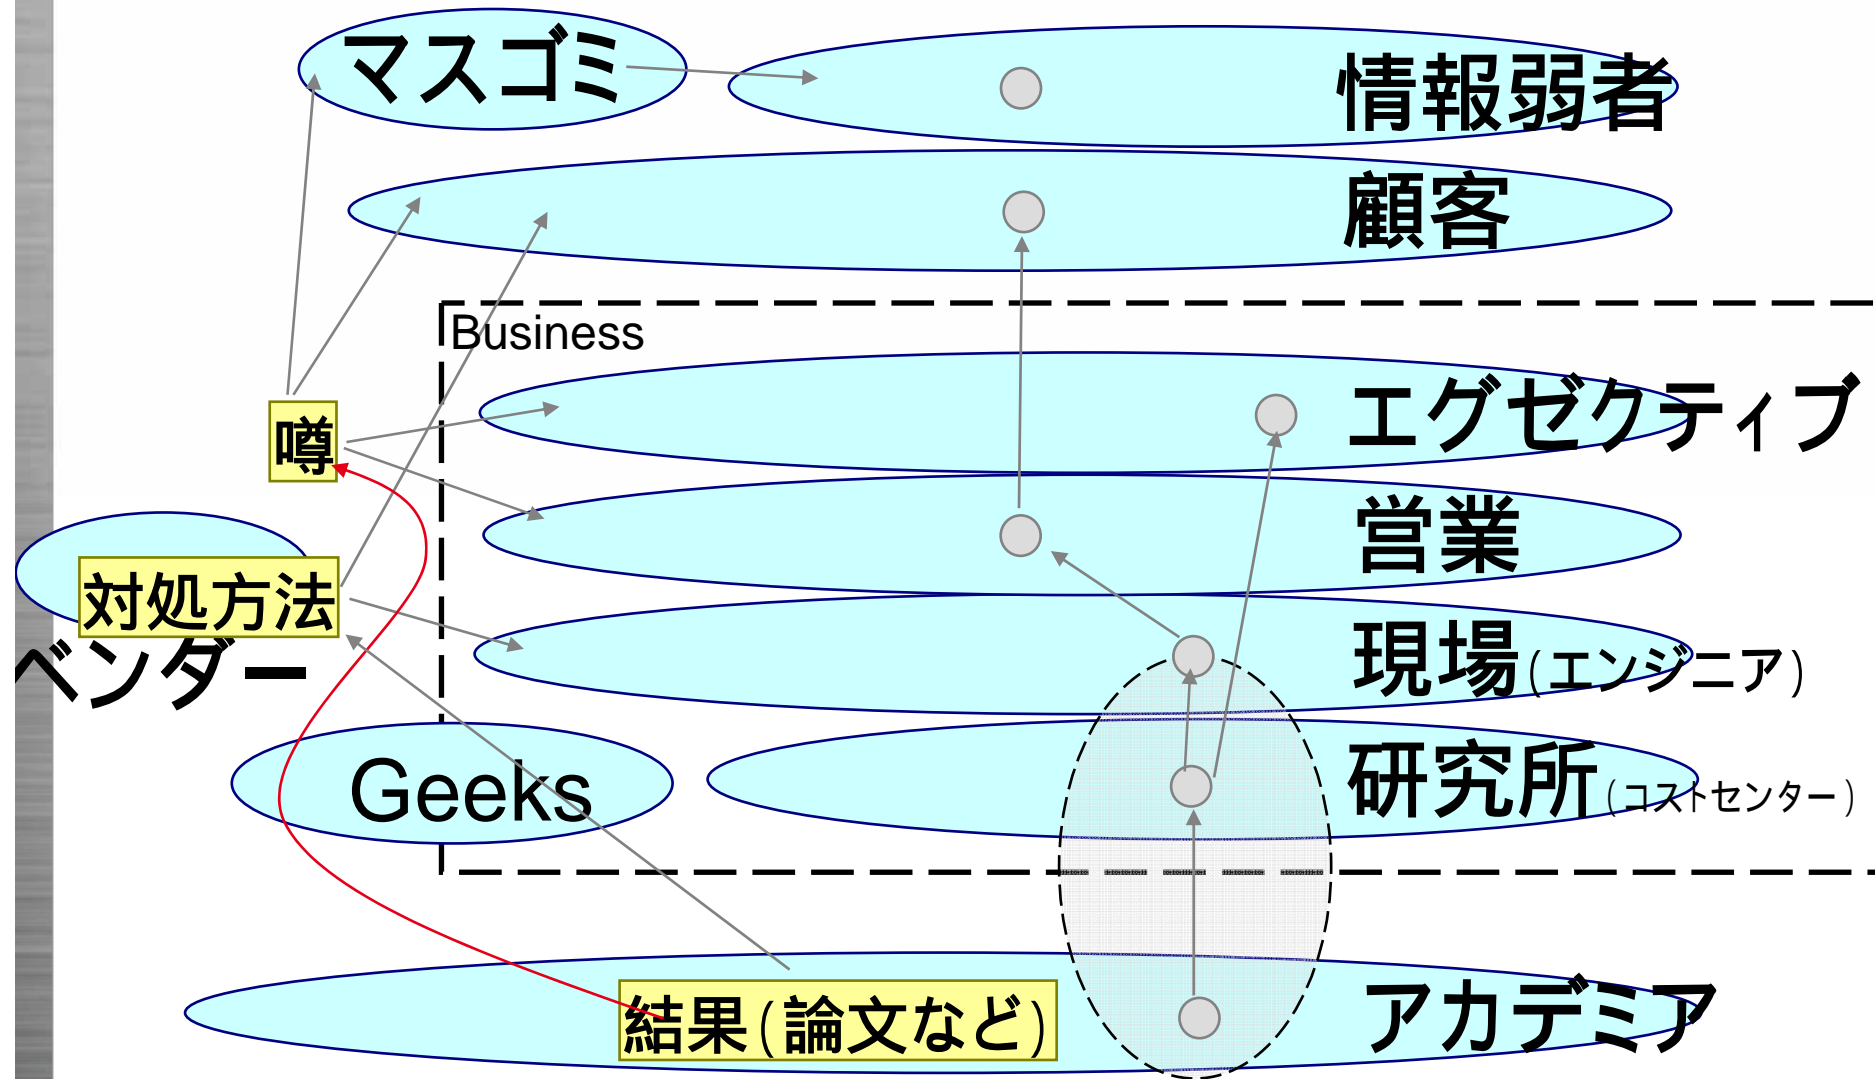 マスゴミ
情報弱者
顧客
Business
エグゼクティブ
噂
営業
対処方法
ベンダー
現場(エンジニア)
Geeks
研究所(コストセンター)
結果(論文など)
アカデミア